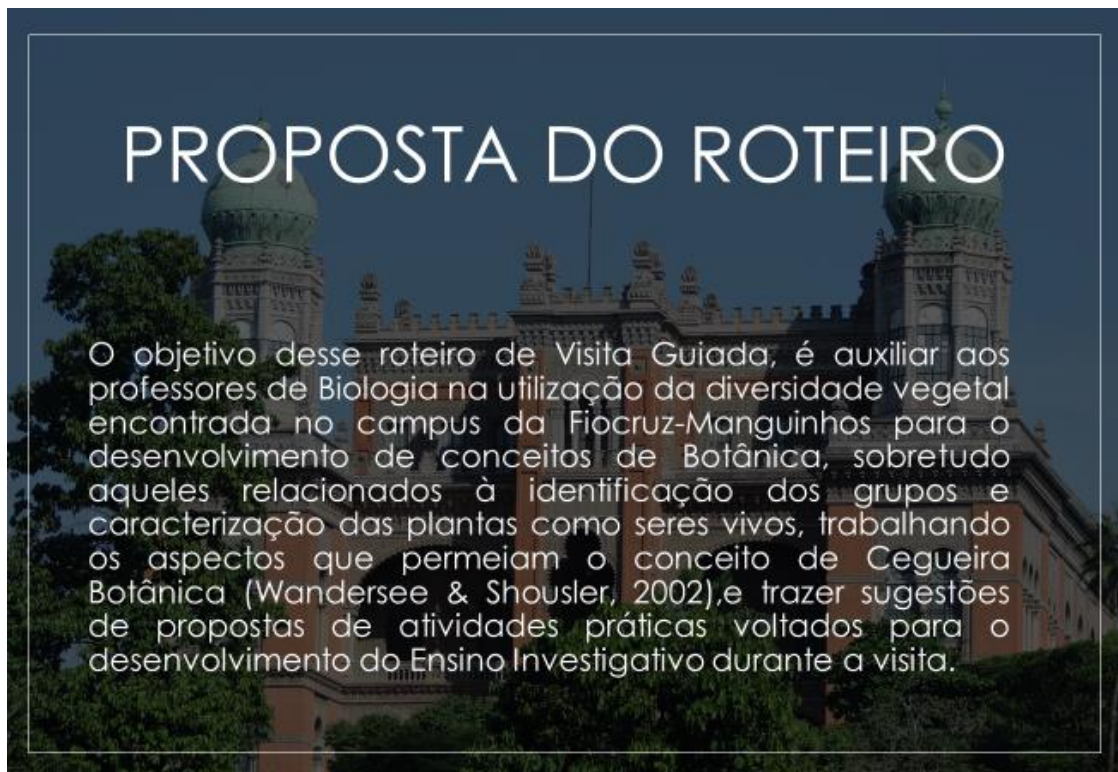 PROPOSTA DO ROTEIRO
O objetivo desse roteiro de Visita Guiada, é auxiliar aos
professores de Biologia na utilização da diversidade vegetal
encontrada no campus da Fiocruz-Manguinhos para o
desenvolvimento de conceitos de Botânica, sobretudo
aqueles relacionados à identificação dos grupos e
caracterização das plantas como seres vivos, trabalhando
os aspectos que permeiam o conceito de Cegueira
Botânica (Wandersee & Shousler, 2002),e trazer sugestões
de propostas de atividades práticas voltados para o
desenvolvimento do Ensino Investigativo durante a visita.